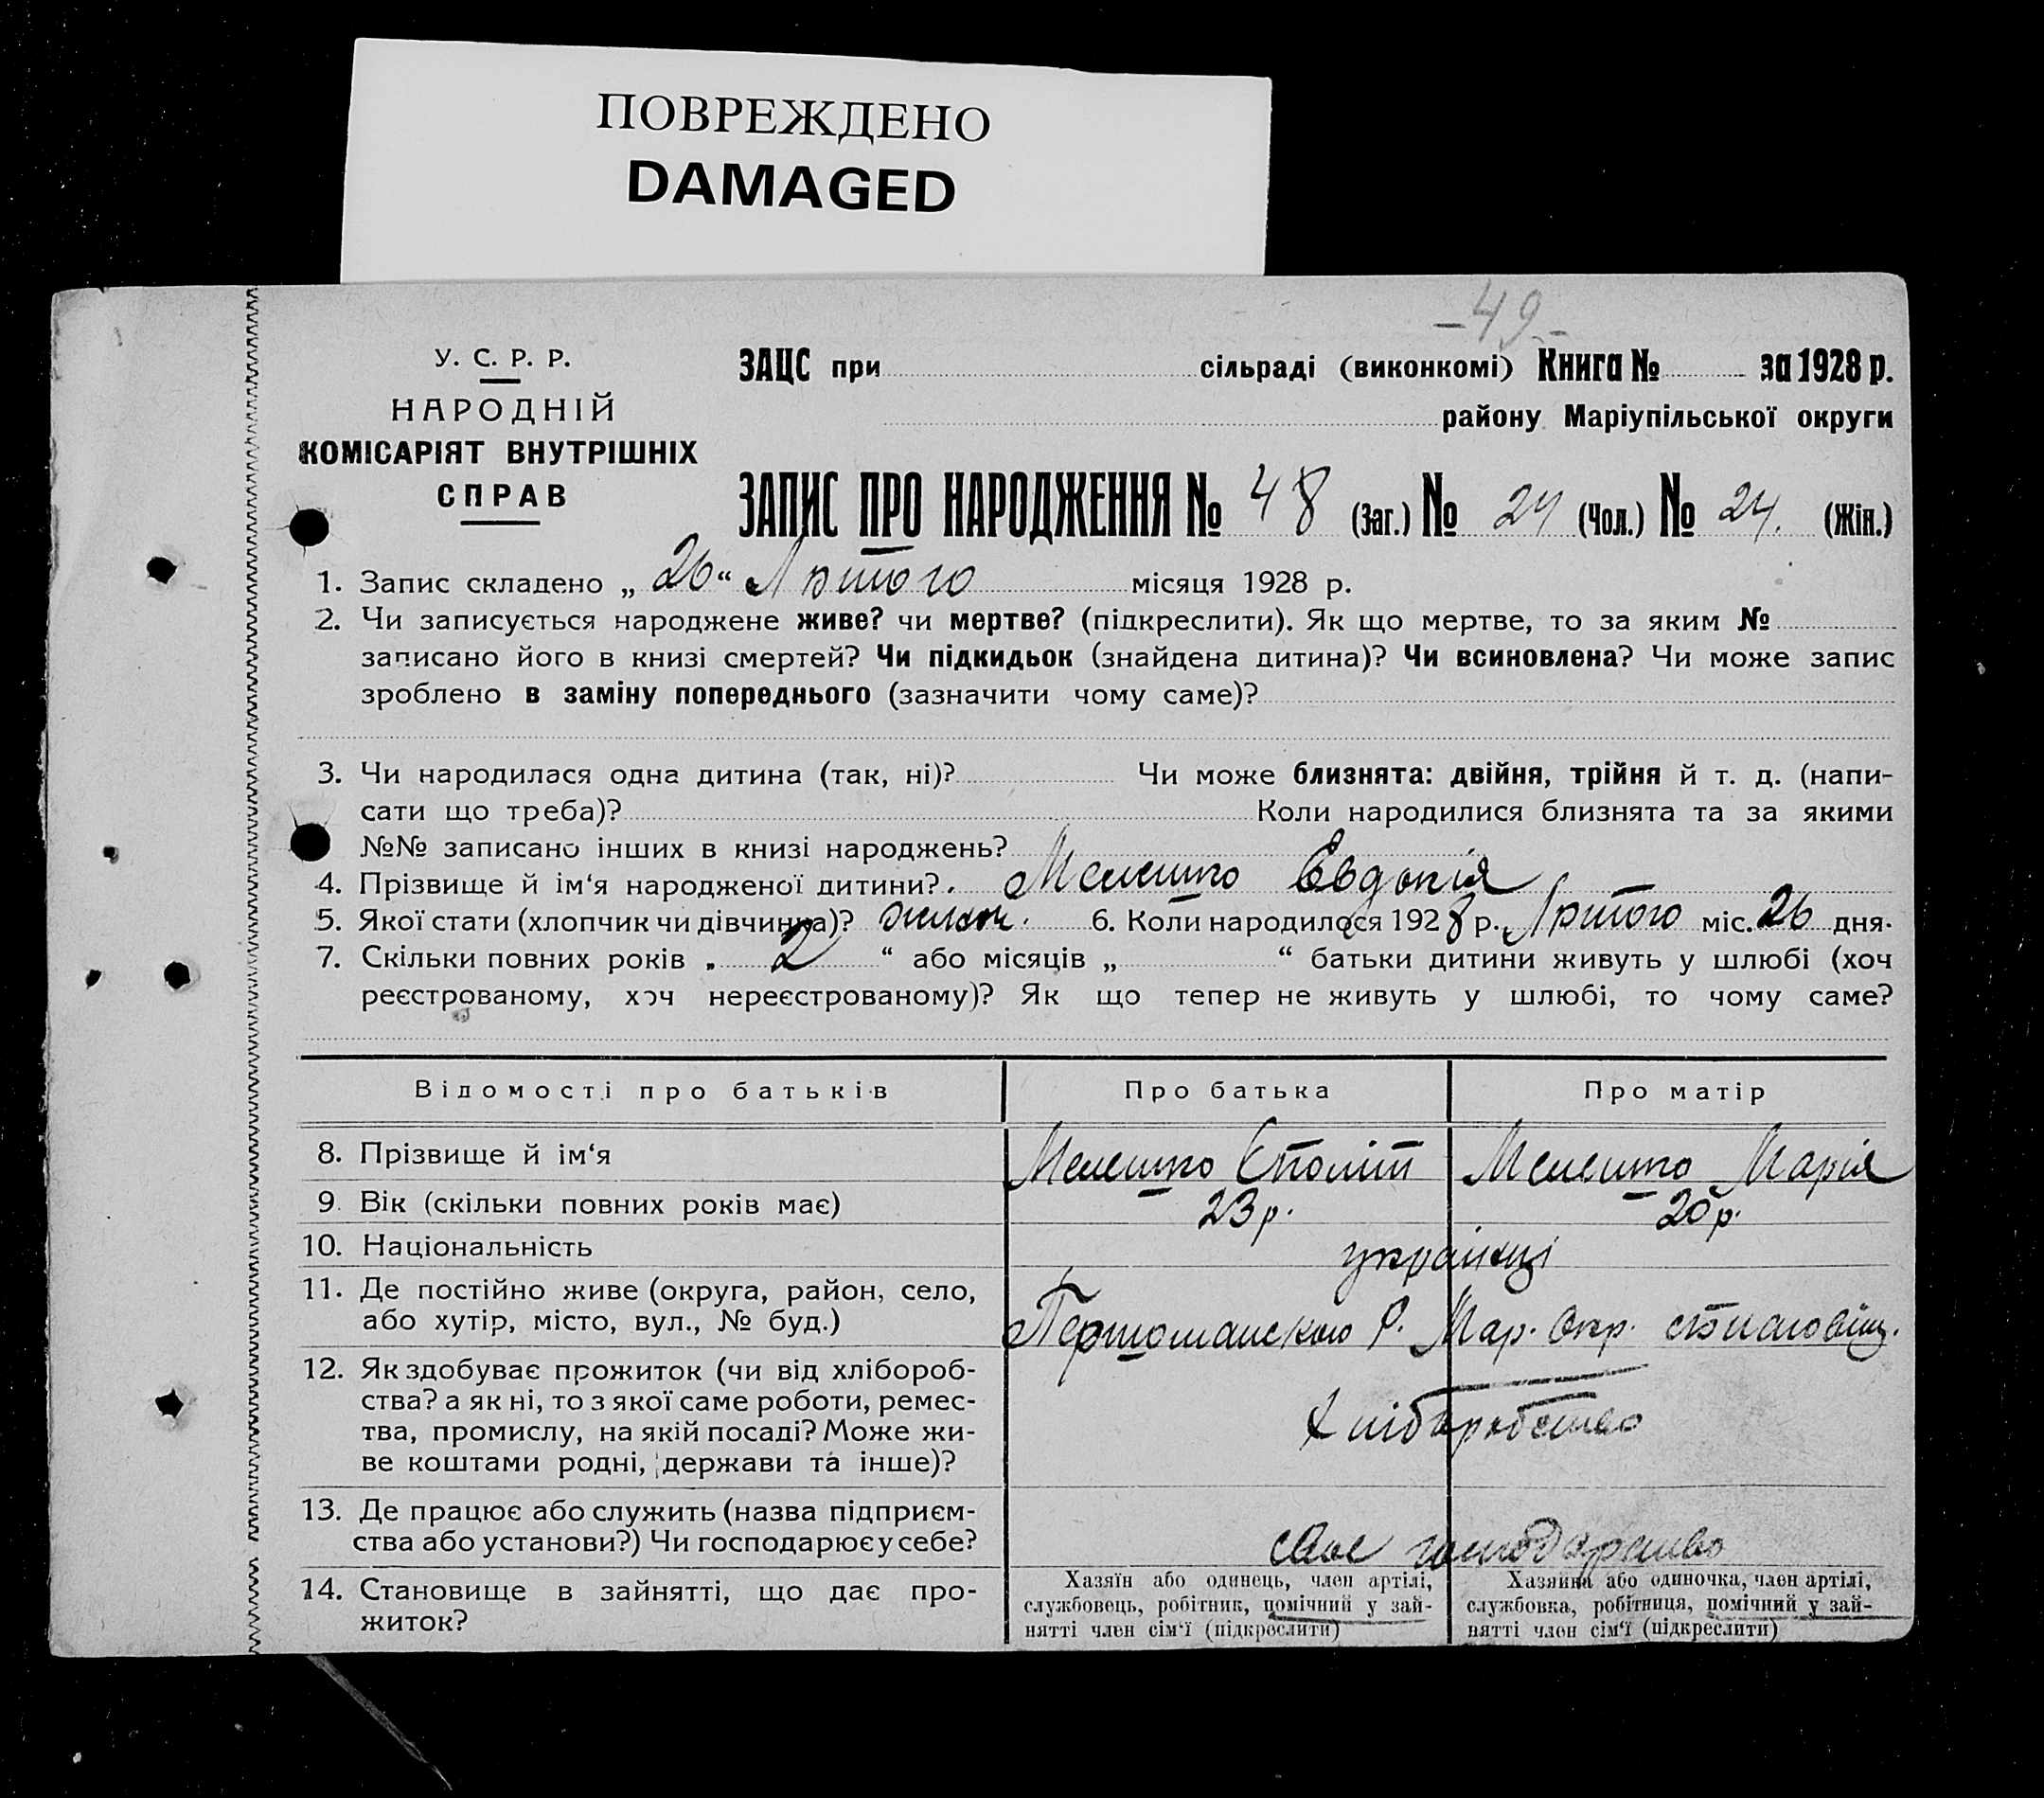 ПОВРЕЖДЕНО
DAMAGED
-49-
У. С. Р. Р.
НАРОДНІЙ
КОМІСАРІЯТ ВНУТРІШНІХ
СПРАВ
ЗАЦС при сільраді (виконкомі) Книга № за 1928 р.
району Маріупільської округи
ЗАПИС ПРО НАРОДЖЕННЯ № 48 (Заг.) № 24 (Чол.) № 24. (Жін.)
1. Запис складено „ 26 “ Лютого місяця 1928 р.
2. Чи записується народжене живе? чи мертве? (підкреслити). Як що мертве, то за яким №
записано його в книзі смертей? Чи підкидьок (знайдена дитина)? Чи всиновлена? Чи може запис
зроблено в заміну попереднього (зазначити чому саме)?
3. Чи народилася одна дитина (так, ні)? Чи може близнята: двійня, трійня й т. д. (напи-
сати що треба)? Коли народилися близнята та за якими
№№ записано інших в книзі народжень?
4. Прізвище й ім‘я народженої дитини? Мелешко Евдокія
5. Якої стати (хлопчик чи дівчинка)? 6. Коли народилося 1928 р. Лютого міс. 26 дня.
7. Скільки повних років „ 2 “ або місяців „ “ батьки дитини живуть у шлюбі (хоч
реєстрованому, хоч нереєстрованому)? Як що тепер не живуть у шлюбі, то чому саме?
Відомості про батьків Про батька Про матір
8. Прізвище й ім‘я Мелешко Єполіт Мелешко Марія
9. Вік (скільки повних років має) 23 р. 20 р.
10. Національність українці
11. Де постійно живе (округа, район, село,
або хутір, місто, вул., № буд.) Мар. Окр.
12. Як здобуває прожиток (чи від хлібороб-
ства? а як ні, то з якої саме роботи, ремес-
тва, промислу, на якій посаді? Може жи-
ве коштами родні, держави та інше)?
Хліборобство
13. Де працює або служить (назва підприєм-
ства або установи?) Чи господарює у себе? своє господарство
14. Становище в зайнятті, що дає про-
житок?
Хазяїн або одинець, член артілі,
службовець, робітник, помічний у зай-
нятті член сім‘ї (підкреслити)
Хазяйка або одиночка, член артілі,
службовка, робітниця, помічний у зай-
нятті член сім‘ї (підкреслити)